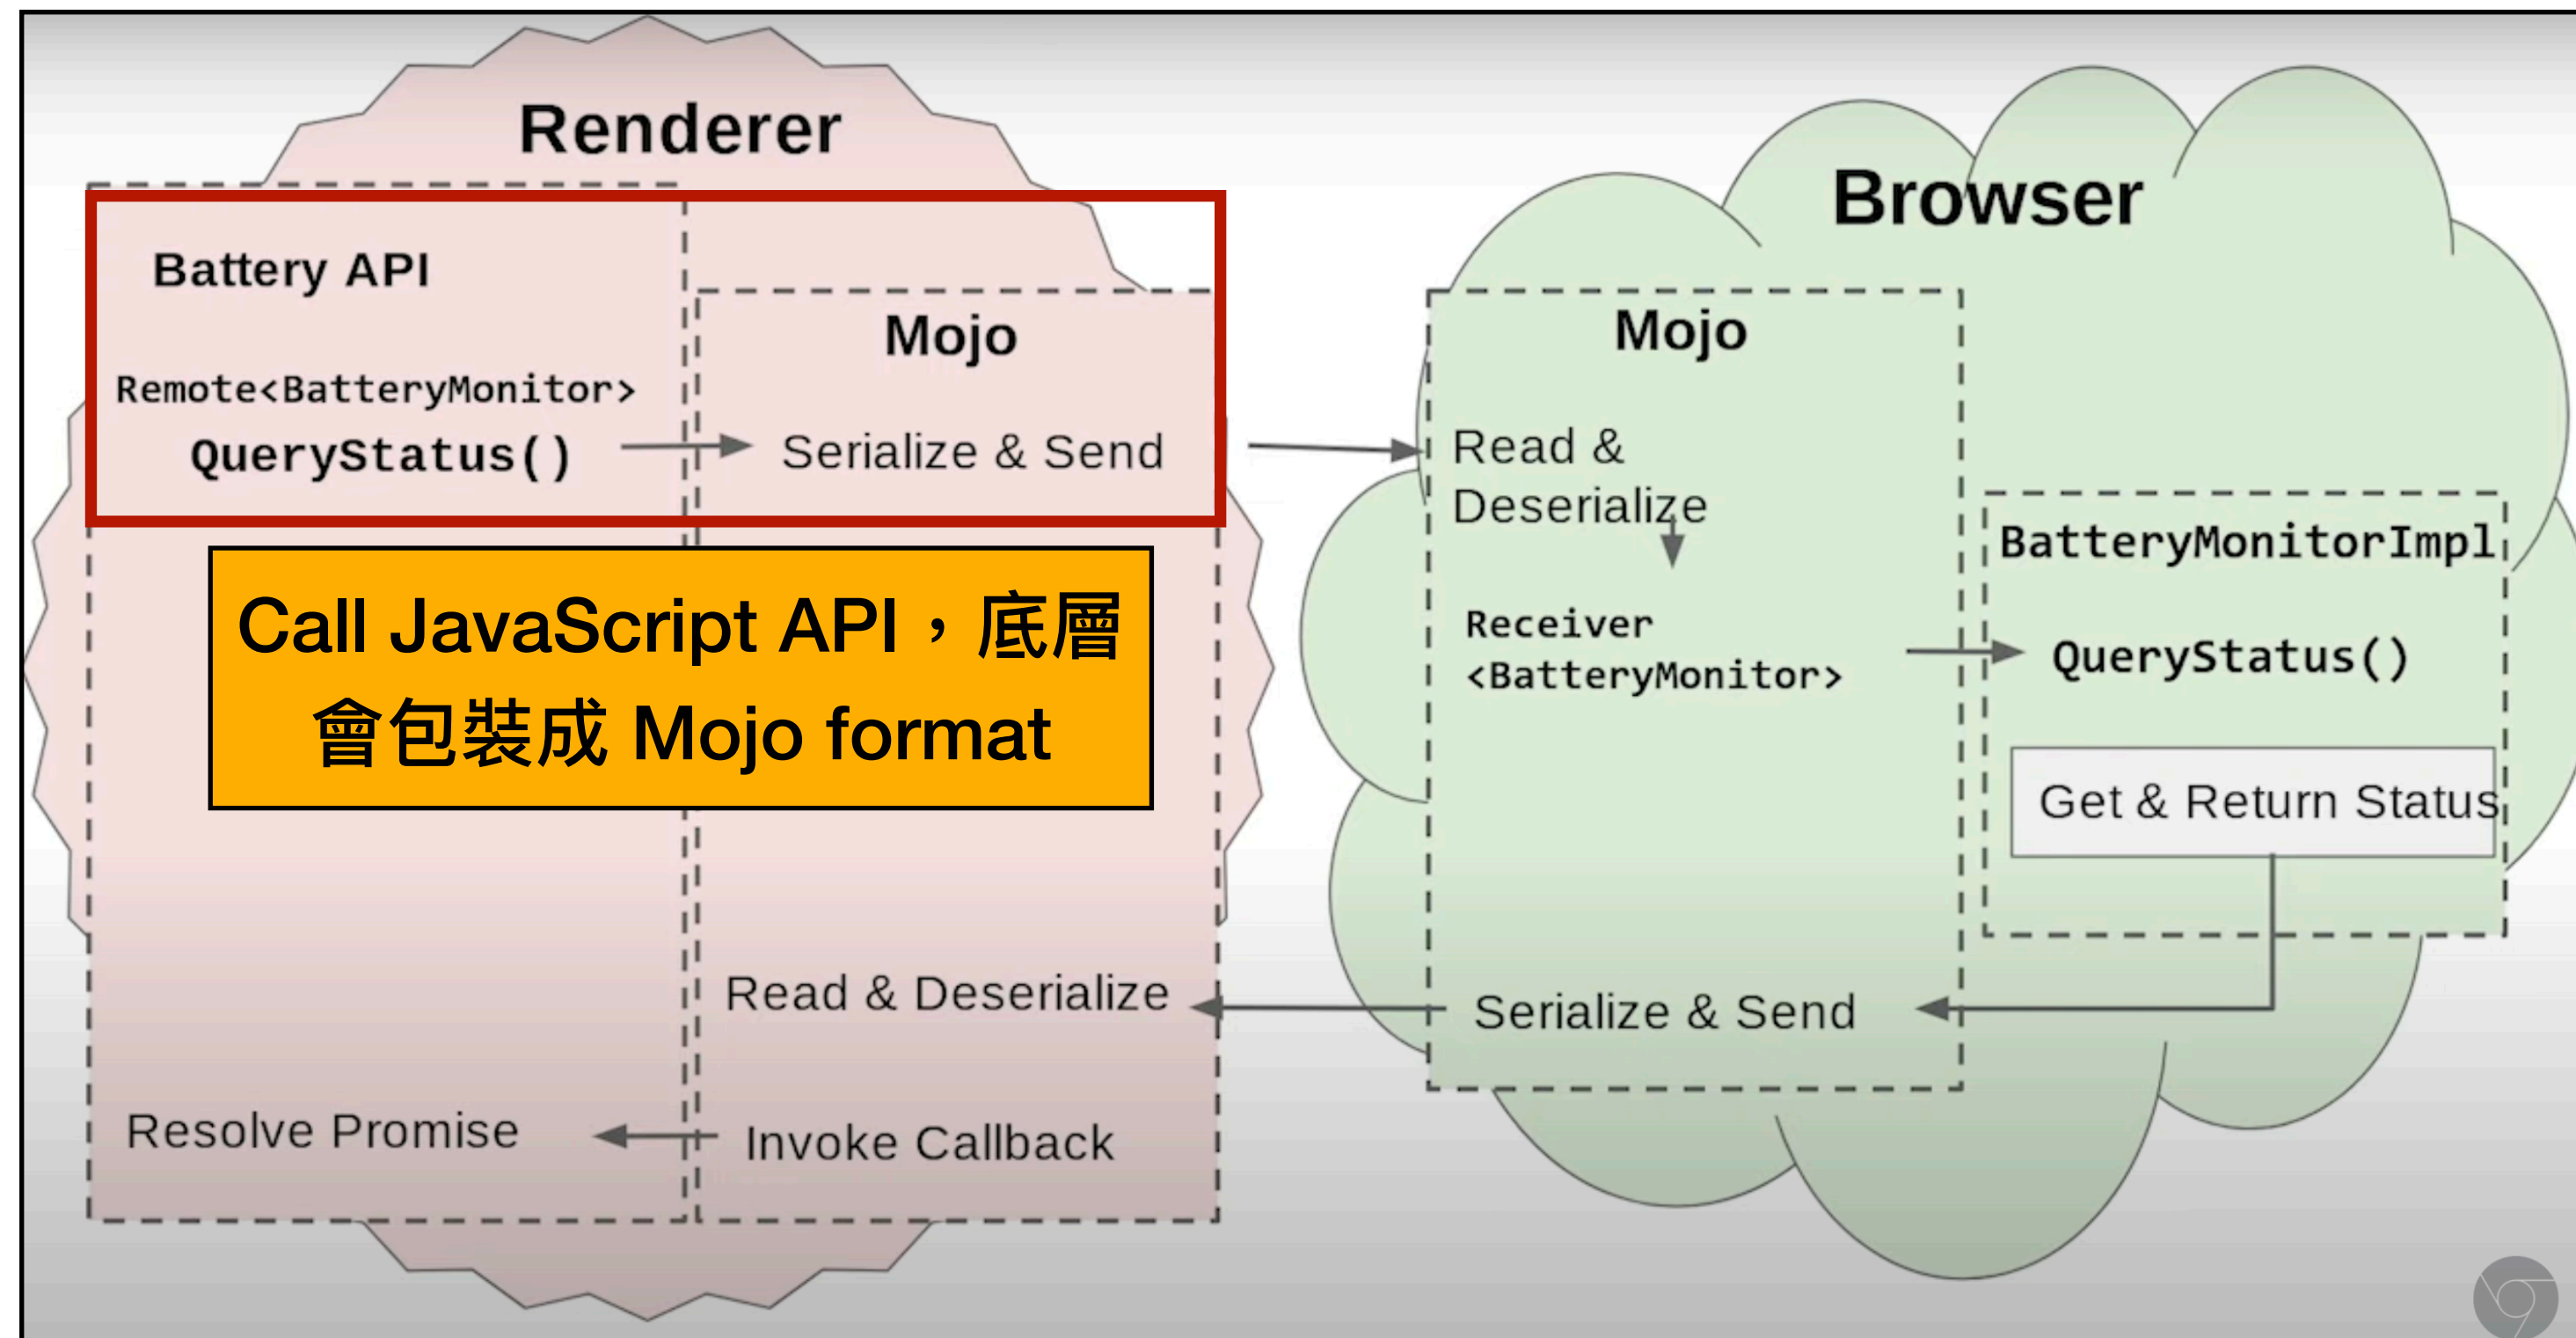 Renderer
Battery API
Remote<BatteryMonitor>
QueryStatus()
Mojo
Serialize & Send
Call JavaScript API，底層
會包裝成 Mojo format
Read & Deserialize
Invoke Callback
Resolve Promise
Browser
Mojo
Read &
Deserialize
Receiver
<BatteryMonitor>
BatteryMonitorImpl
QueryStatus()
Get & Return Status
Serialize & Send